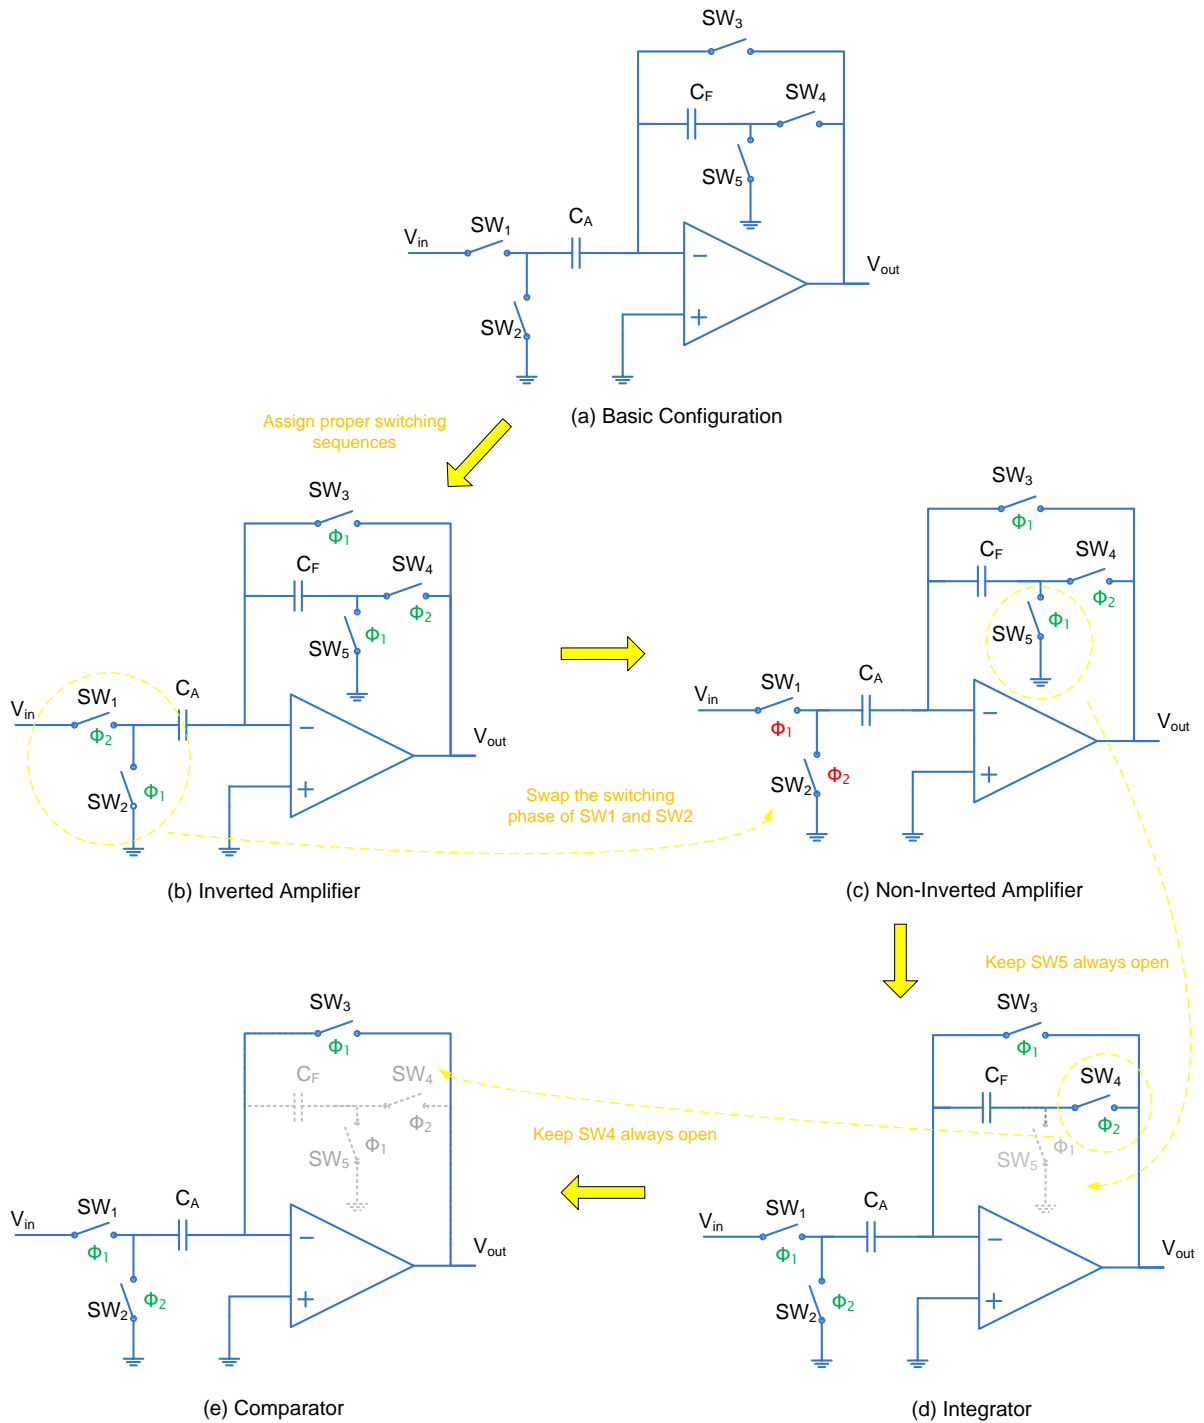 SW3
CF
SW4
SW5
CA
SW1
Vin
Vout
SW2
(a) Basic Configuration
Assign proper switching
sequences
SW3
Φ1
CF
SW4
Φ2
Φ1
SW5
CA
SW1
Vin
Φ2
Vout
Φ1
SW2
(b) Inverted Amplifier
SW3
Φ1
CF
SW4
Φ2
Φ1
SW5
CA
SW1
Vin
Φ1
Vout
Φ2
SW2
Swap the switching
phase of SW1 and SW2
(c) Non-Inverted Amplifier
Keep SW5 always open
SW3
Φ1
CF
SW4
Φ2
Φ1
SW5
Keep SW4 always open
CA
SW1
Vin
Φ1
Vout
Φ2
SW2
(e) Comparator
SW3
Φ1
CF
SW4
Φ2
Φ1
SW5
CA
SW1
Vin
Φ1
Vout
Φ2
SW2
(d) Integrator